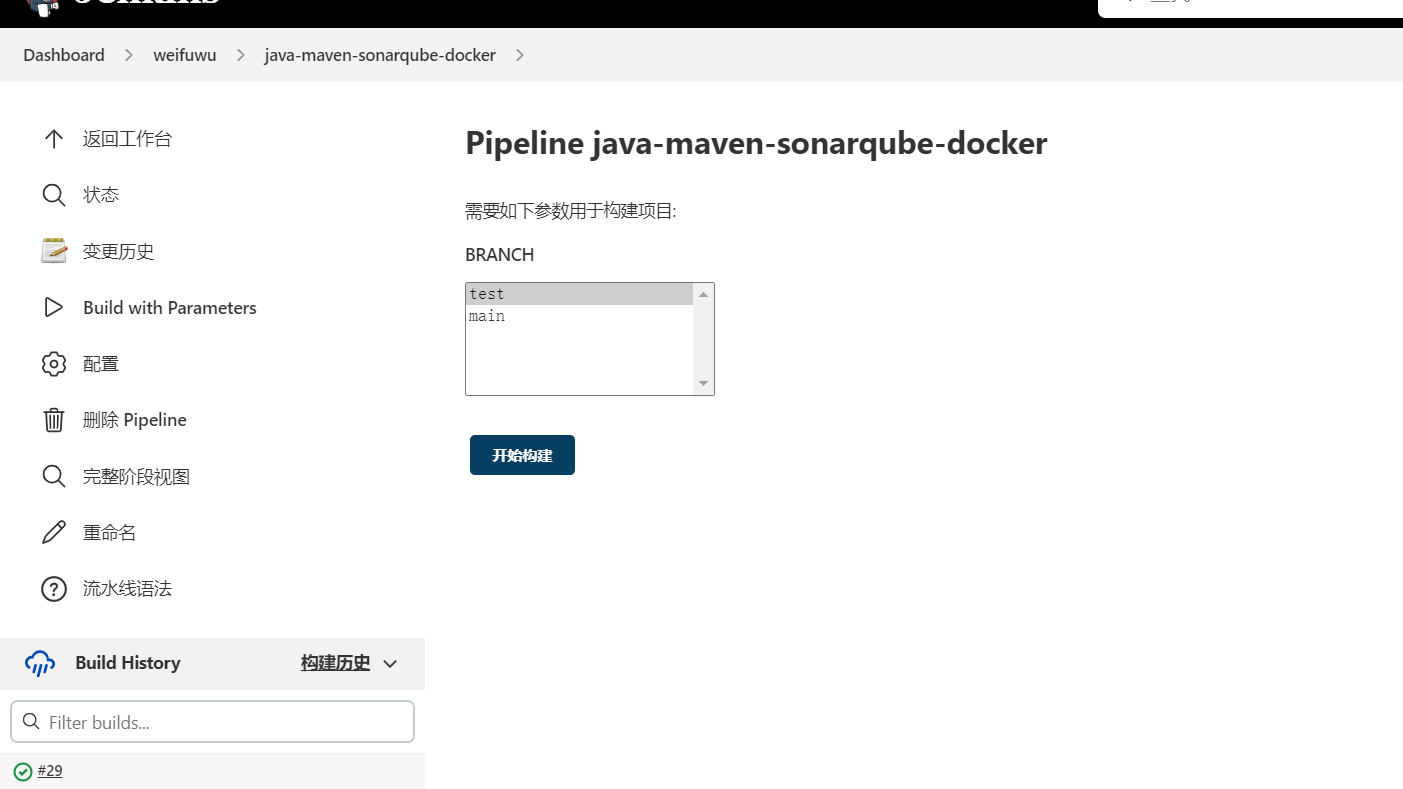 Dashboard > weifuwu > java-maven-sonarqube-docker >
返回工作台
状态
变更历史
Build with Parameters
配置
删除 Pipeline
完整阶段视图
重命名
流水线语法
Build History 构建历史
Filter builds...
#29
Pipeline java-maven-sonarqube-docker
需要如下参数用于构建项目:
BRANCH
test
main
开始构建